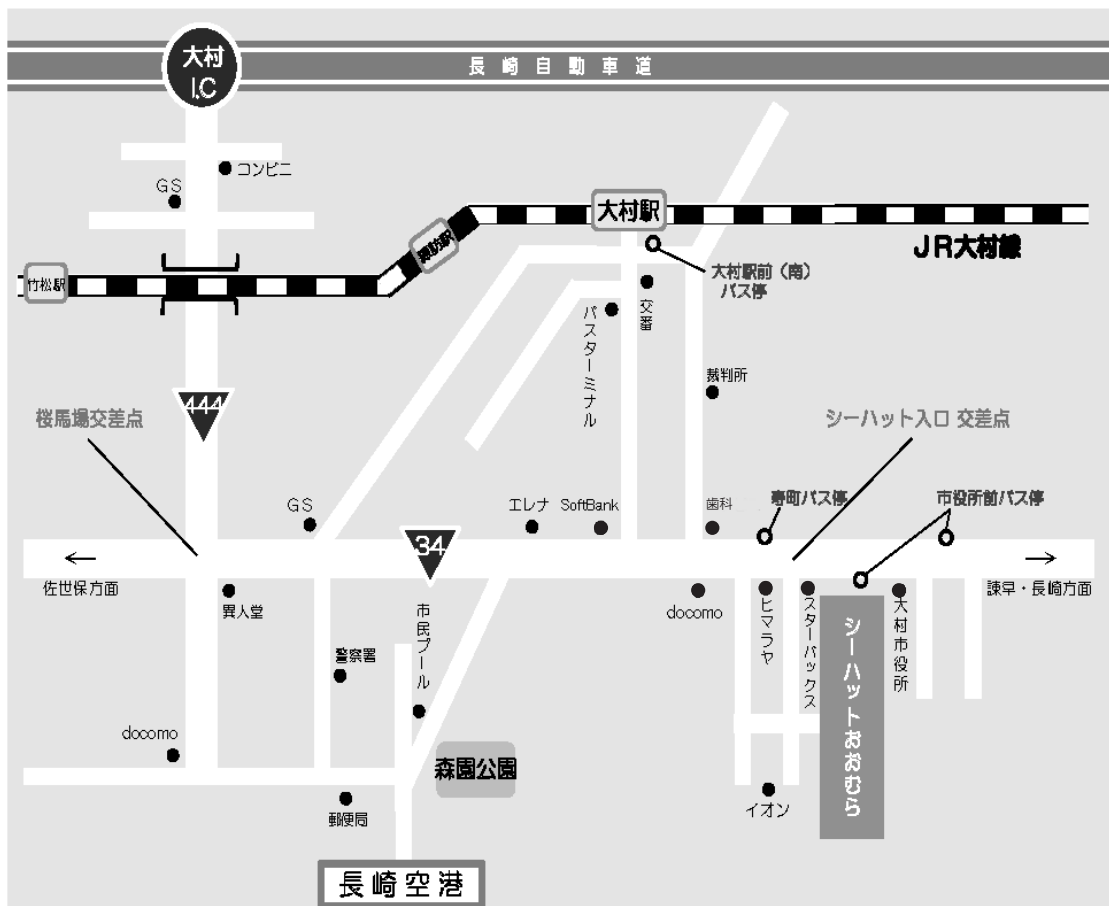 大村
I.C
長崎自動車道
コンビニ
GS
大村駅
諏訪駅
JR大村線
竹松駅
大村駅前（南）
バス停
交番
バスターミナル
裁判所
444
桜馬場交差点
シーハット入口 交差点
GS
エレナ
SoftBank
歯科
寿町バス停
市役所前バス停
34
←
佐世保方面
→
諫早・長崎方面
異人堂
市民プール
docomo
ヒマラヤ
スターバックス
シーハットおおむら
大村市役所
警察署
docomo
森園公園
郵便局
イオン
長崎空港